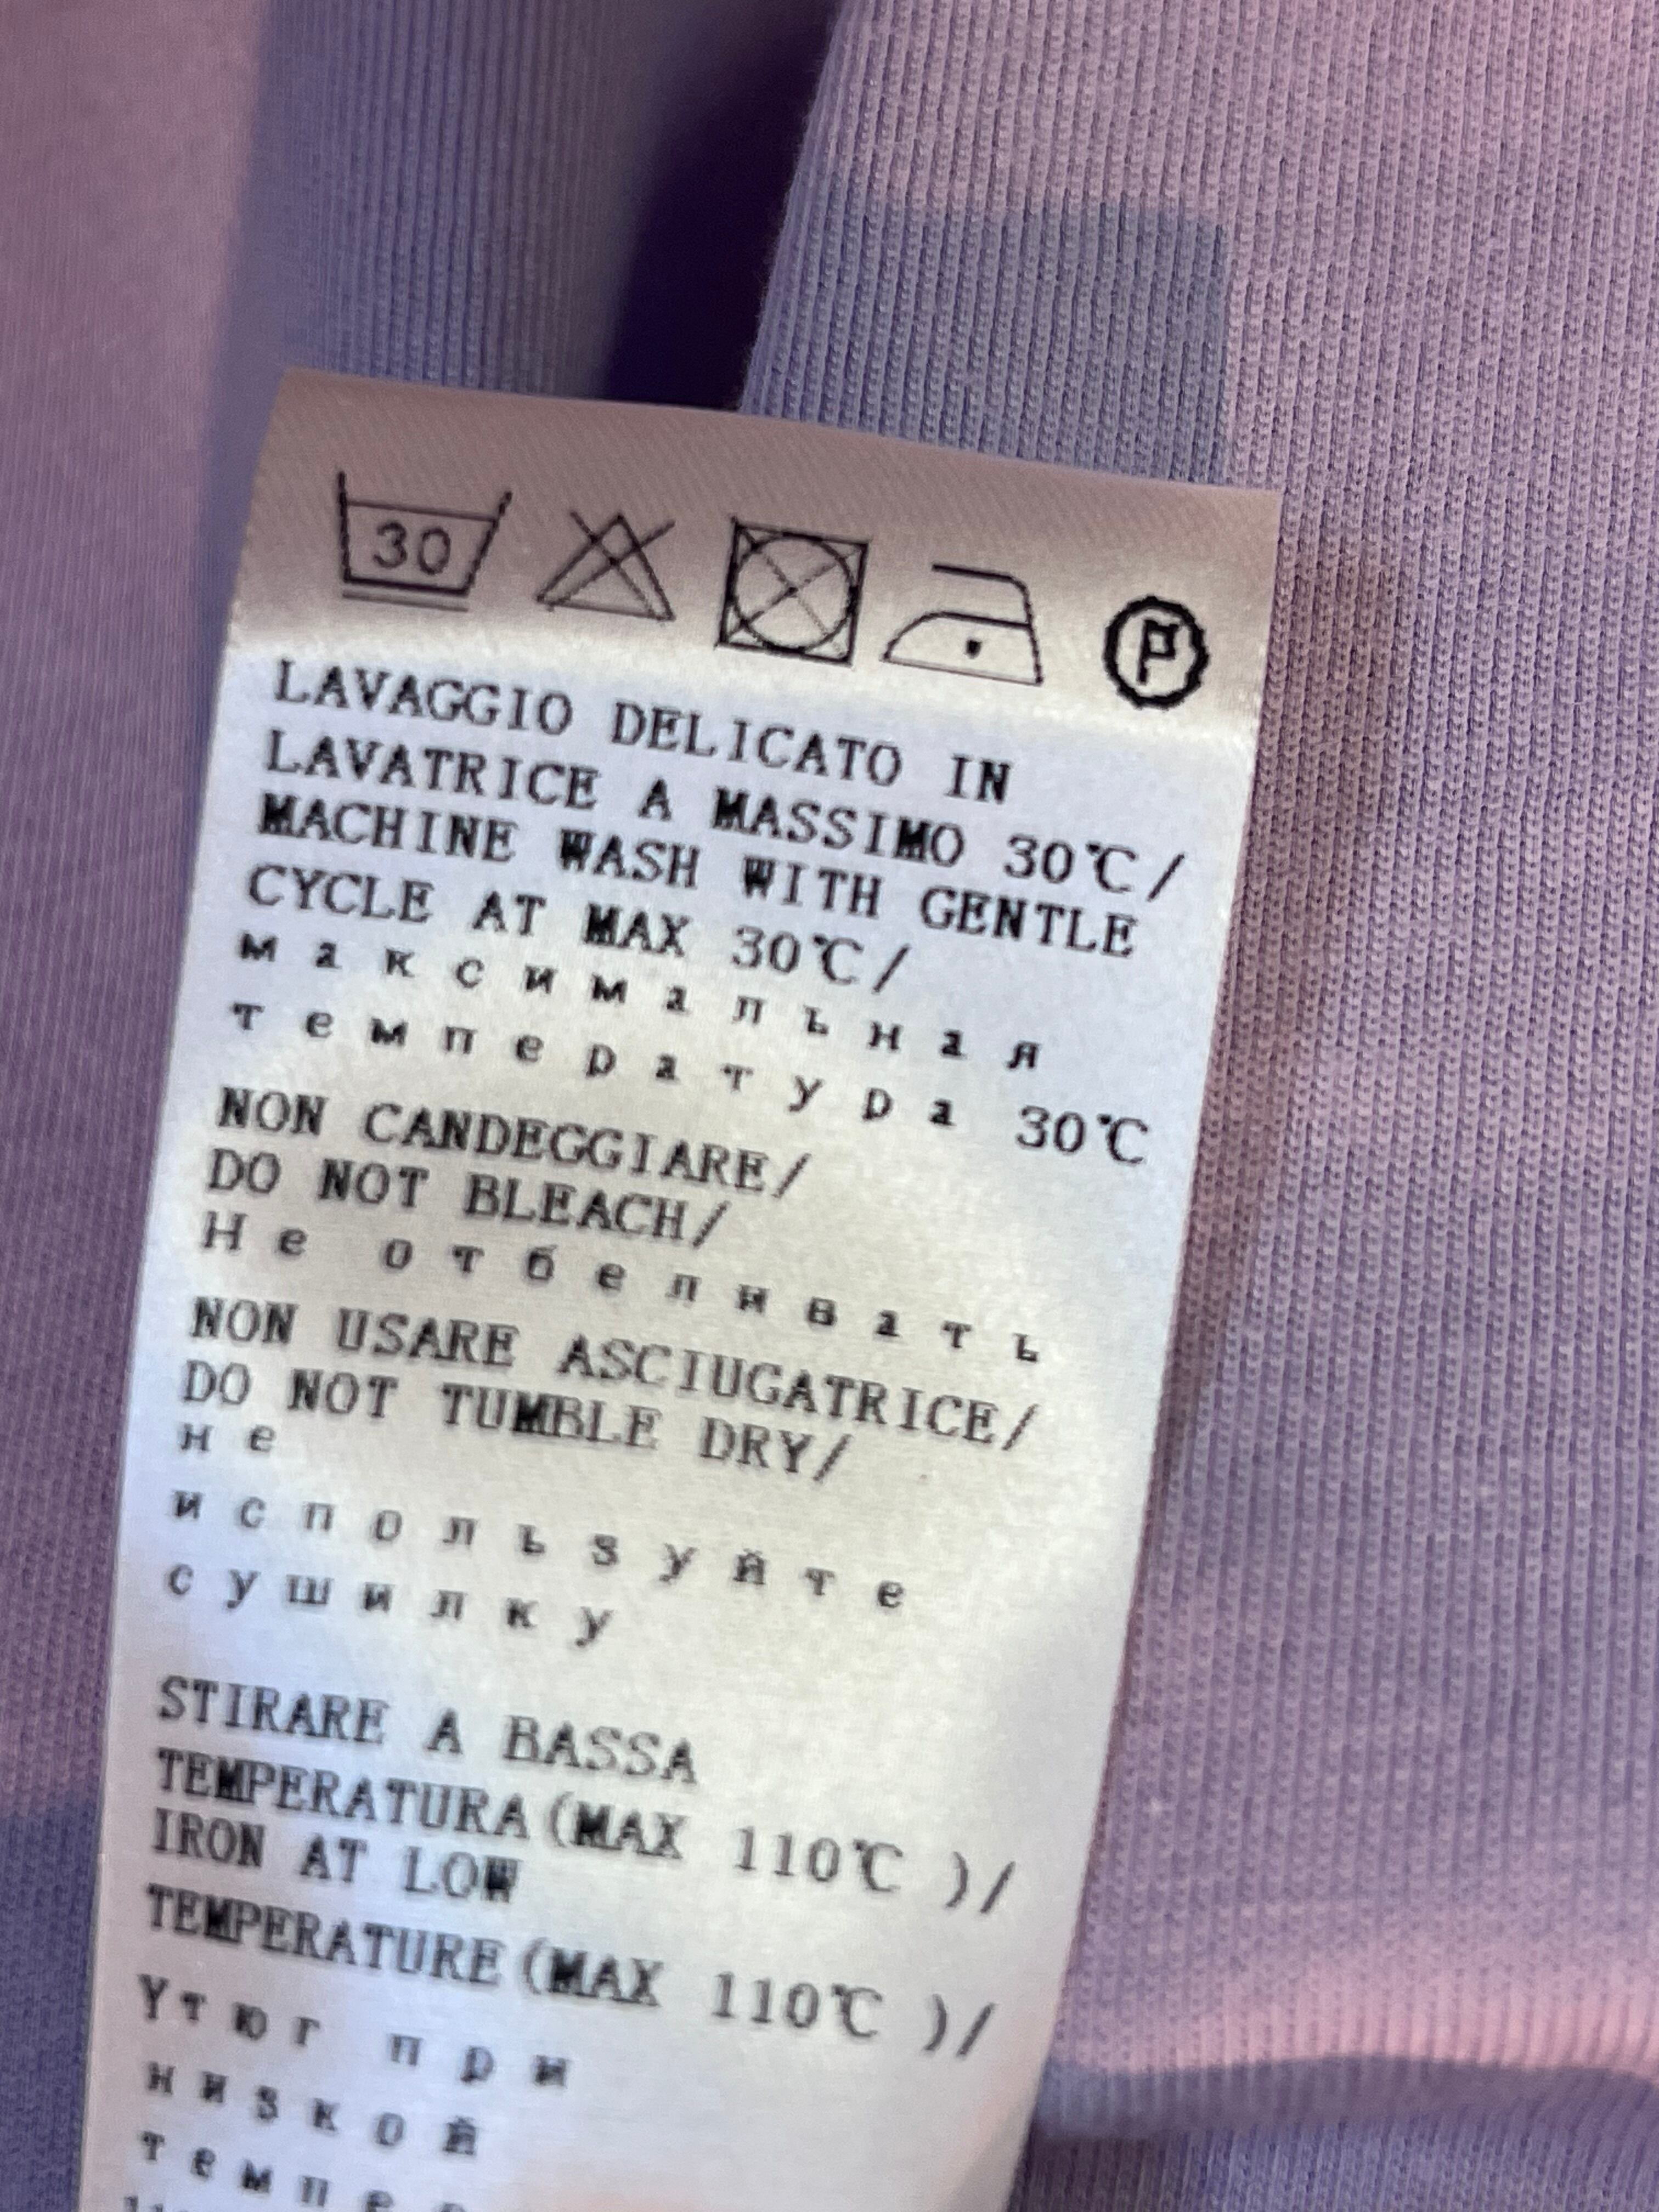 30 P
LAVAGGIO DELICATO IN
LAVATRICE A MASSIMO 30℃/
MACHINE WASH WITH GENTLE
CYCLE AT MAX 30℃/
максимальная
температура 30℃
NON CANDEGGIARE/
DO NOT BLEACH/
Не отбеливать
NON USARE ASCIUGATRICE/
DO NOT TUMBLE DRY/
не
используйте
сушилку
STIRARE A BASSA
TEMPERATURA(MAX 110℃ )/
IRON AT LOW
TEMPERATURE(MAX 110℃ )/
Утюг при
низкой